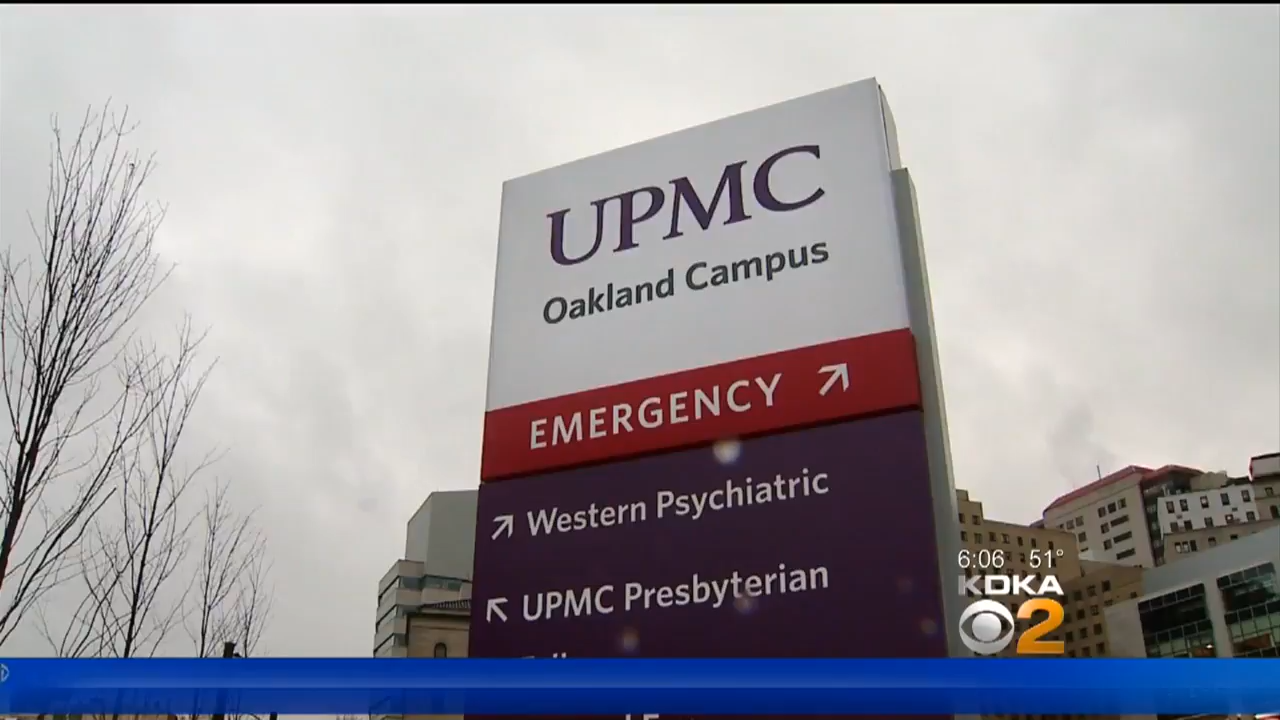 UPMC
Oakland Campus
EMERGENCY ↗
↗ Western Psychiatric
↖ UPMC Presbyterian
6:06 51°
KDKA
2